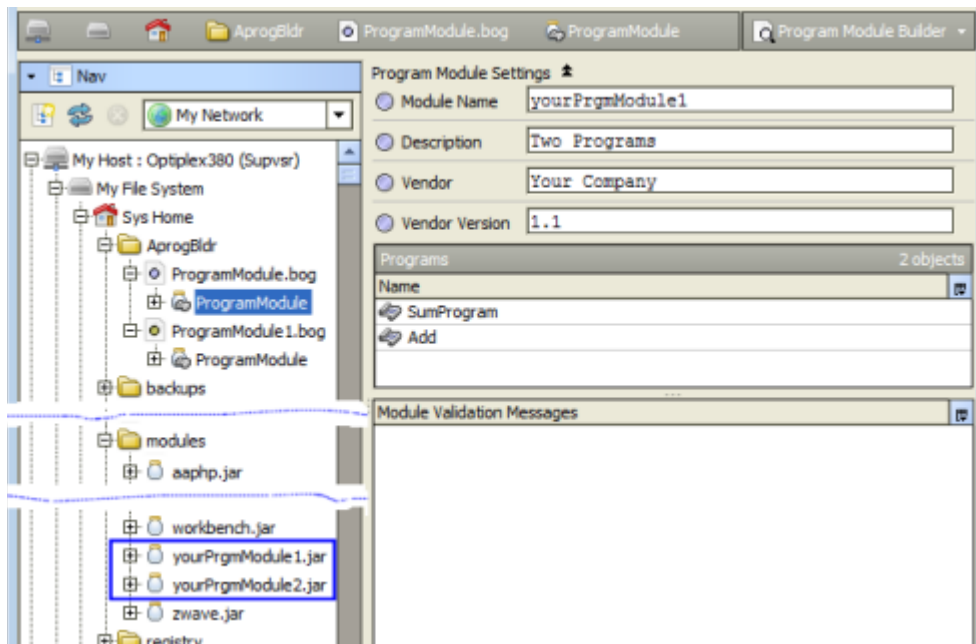 AprogBldr ProgramModule.bog ProgramModule Program Module Builder
Nav
My Network
My Host : Optiplex380 (Supvsr)
My File System
Sys Home
AprogBldr
ProgramModule.bog
ProgramModule
ProgramModule1.bog
ProgramModule
backups
modules
aaphp.jar
workbench.jar
yourPrgmModule1.jar
yourPrgmModule2.jar
zwave.jar
registry
Program Module Settings
Module Name yourPrgmModule1
Description Two Programs
Vendor Your Company
Vendor Version 1.1
Programs 2 objects
Name
SumProgram
Add
Module Validation Messages